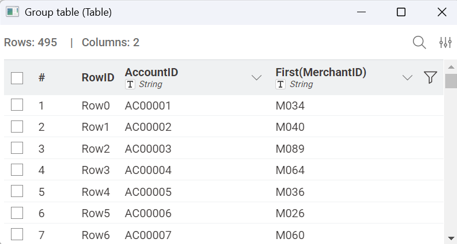 Group table (Table)
Rows: 495 | Columns: 2
# RowID AccountID First(MerchantID)
T String T String
1 Row0 AC00001 M034
2 Row1 AC00002 M040
3 Row2 AC00003 M089
4 Row3 AC00004 M064
5 Row4 AC00005 M036
6 Row5 AC00006 M026
7 Row6 AC00007 M060